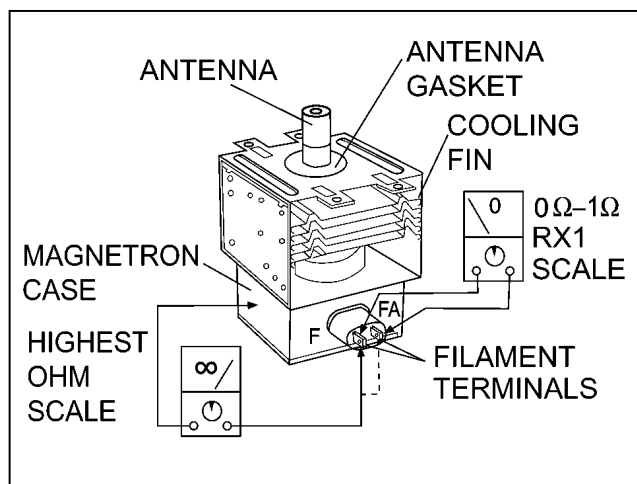 ANTENNA
ANTENNA
GASKET
COOLING
FIN
0
0Ω–1Ω
RX1
SCALE
MAGNETRON
CASE
FA
F
HIGHEST
OHM
SCALE
∞
FILAMENT
TERMINALS